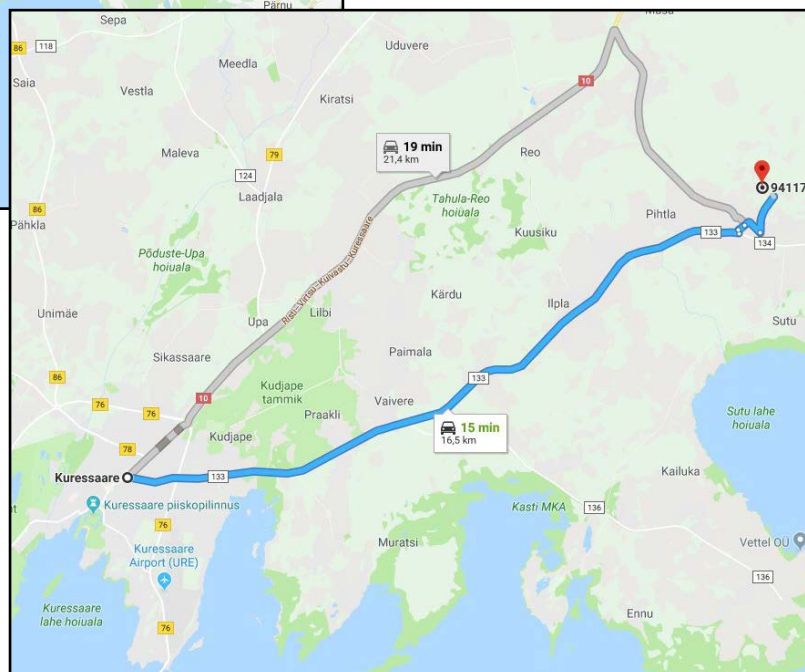 Pärnu
Sepa
Masa
86
118
Uduvere
Meedla
10
Saia
Vestla
Kiratsi
19 min
21,4 km
Reo
Maleva
79
124
94117
Laadjala
Tahula-Reo
hoiuala
Pihtla
86
Pähkla
Kuusiku
133
134
Põduste-Upa
hoiuala
Risti–Virtsu–Kuivastu–Kuressaare
Kärdu
Ilpla
Unimäe
Upa
Lilbi
Sutu
Sikassaare
Paimala
86
133
Kudjape
tammik
10
76
76
Praakli
Vaivere
Sutu lahe
hoiuala
15 min
16,5 km
78
Kudjape
Kuressaare
133
Kailuka
Kuressaare piiskopilinnus
Kasti MKA
136
76
Muratsi
Vettel OÜ
Kuressaare
Airport (URE)
136
Kuressaare
lahe hoiuala
Ennu
76